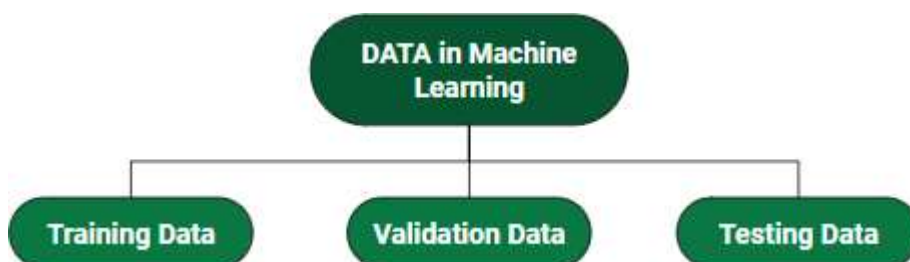 DATA in Machine
Learning
Training Data
Validation Data
Testing Data